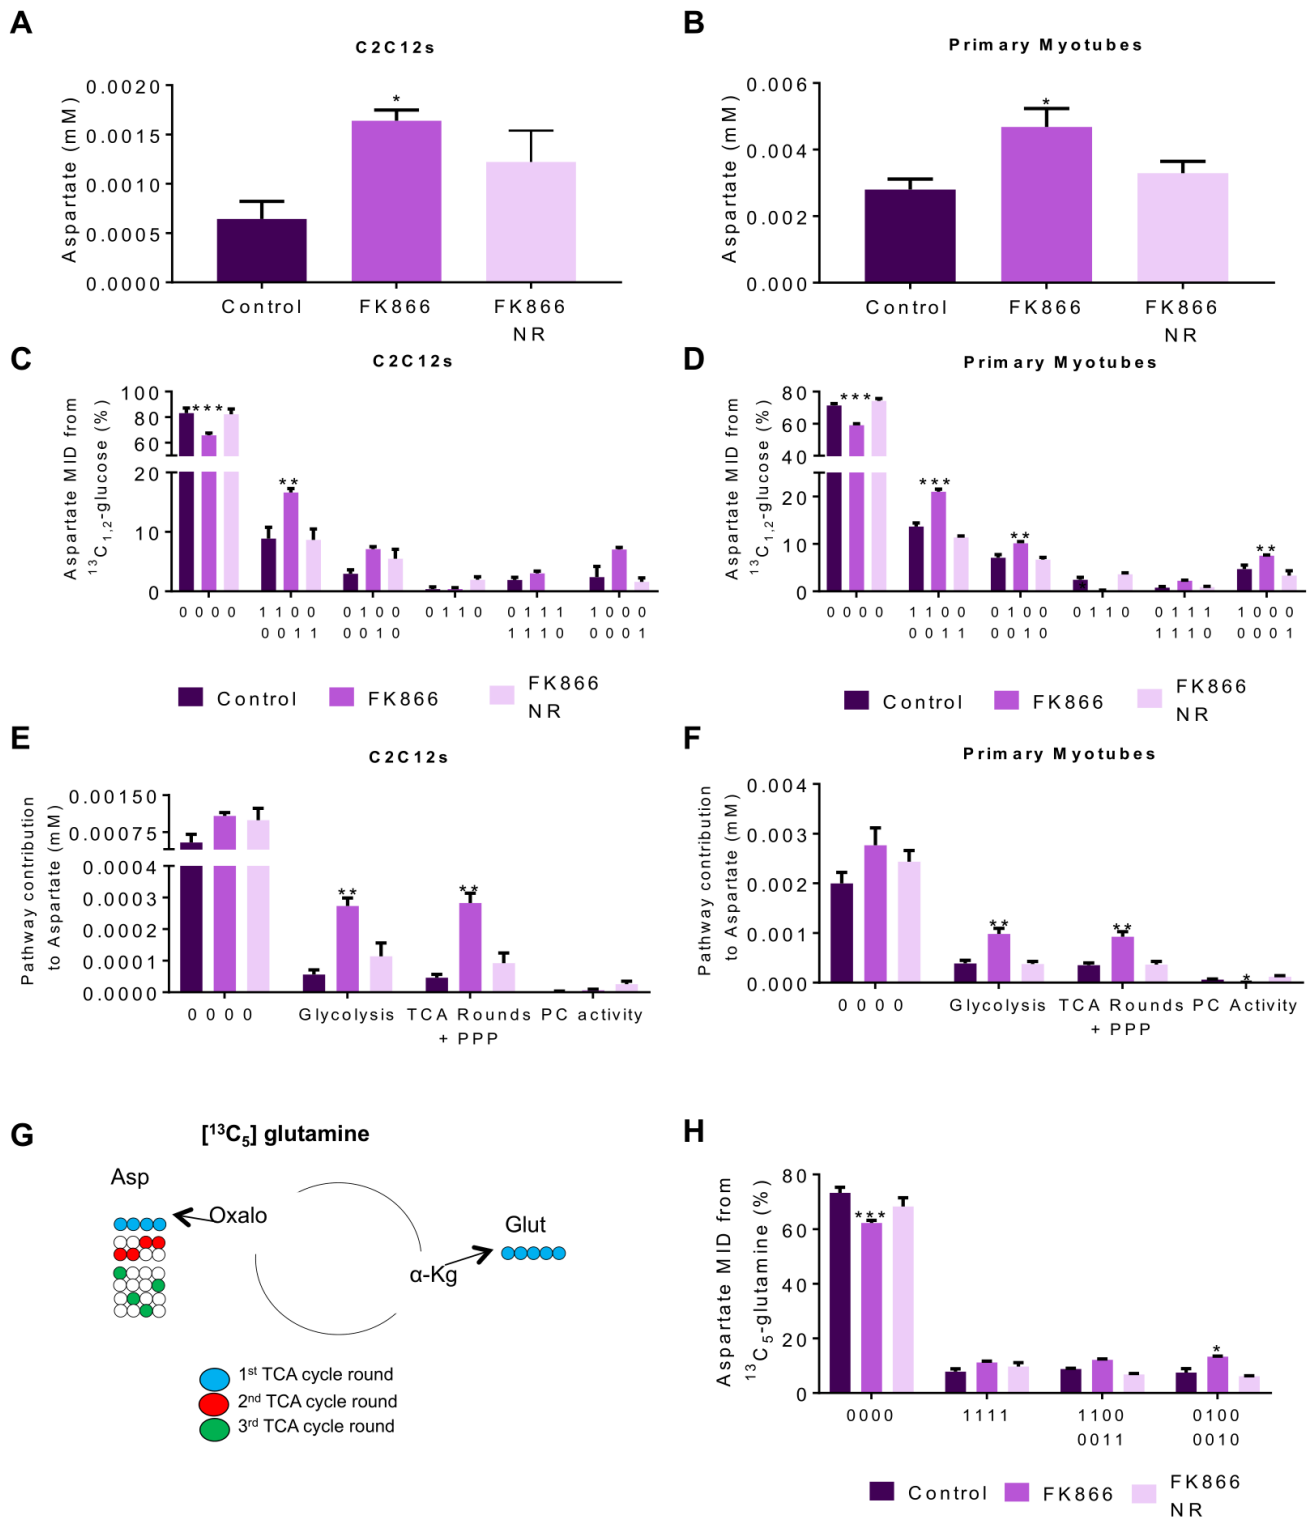 A
C2C12s
Aspartate (mM)
0.0020
0.0015
0.0010
0.0005
0.0000
*
Control
FK866
FK866
NR
B
Primary Myotubes
Aspartate (mM)
0.006
0.004
0.002
0.000
*
Control
FK866
FK866
NR
C
C2C12s
Aspartate MID from
13C1,2-glucose (%)
100
80
60
20
10
0
***
**
0 0 0 0
1 1 0 0
0 0 1 1
0 1 0 0
0 0 1 0
0 1 1 0
0 1 1 1
1 1 1 0
1 0 0 0
0 0 0 1
Control
FK866
FK866
NR
D
Primary Myotubes
Aspartate MID from
13C1,2-glucose (%)
80
60
40
20
10
0
***
***
**
**
0 0 0 0
1 1 0 0
0 0 1 1
0 1 0 0
0 0 1 0
0 1 1 0
0 1 1 1
1 1 1 0
1 0 0 0
0 0 0 1
Control
FK866
FK866
NR
E
C2C12s
Pathway contribution
to Aspartate (mM)
0.00150
0.00075
0.0004
0.0003
0.0002
0.0001
0.0000
**
**
0 0 0 0
Glycolysis
TCA Rounds
+ PPP
PC activity
F
Primary Myotubes
Pathway contribution
to Aspartate (mM)
0.004
0.003
0.002
0.001
0.000
**
**
*
0 0 0 0
Glycolysis
TCA Rounds
+ PPP
PC Activity
G
[13C5] glutamine
Asp
Oxalo
Glut
α-Kg
1st TCA cycle round
2nd TCA cycle round
3rd TCA cycle round
H
Aspartate MID from
13C5-glutamine (%)
80
60
40
20
0
***
*
0000
1111
1100
0011
0100
0010
Control
FK866
FK866
NR